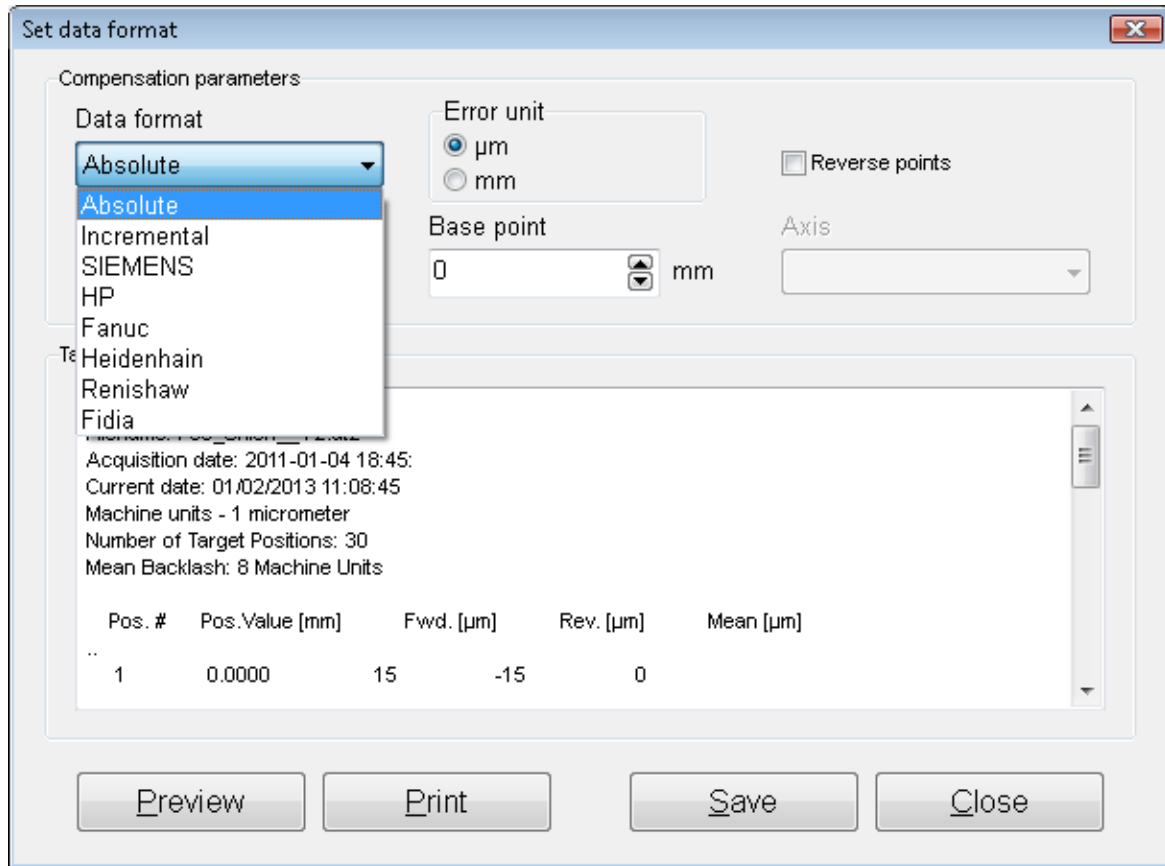 Set data format
Compensation parameters
Data format
Absolute
Absolute
Incremental
SIEMENS
HP
Fanuc
Heidenhain
Renishaw
Fidia
Error unit
µm
mm
Reverse points
Base point
0 mm
Axis
Acquisition date: 2011-01-04 18:45:
Current date: 01/02/2013 11:08:45
Machine units - 1 micrometer
Number of Target Positions: 30
Mean Backlash: 8 Machine Units
Pos. # Pos.Value [mm] Fwd. [µm] Rev. [µm] Mean [µm]
..
1 0.0000 15 -15 0
Preview Print Save Close